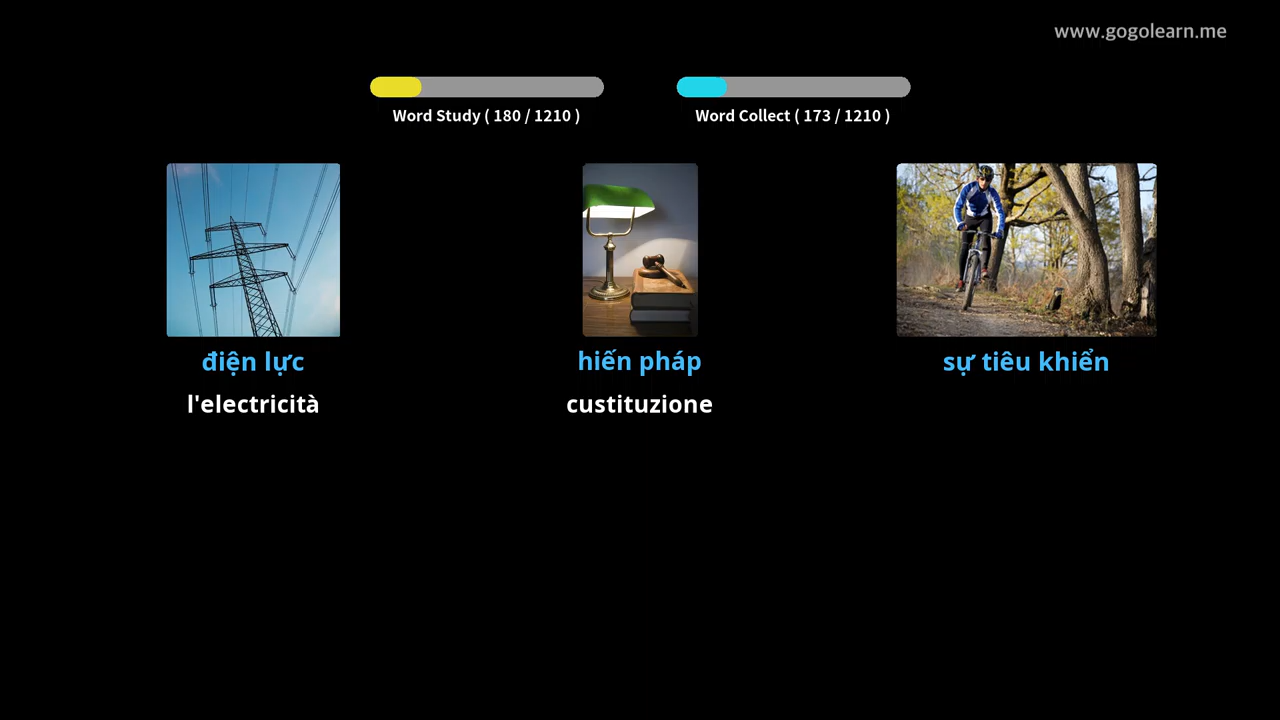 www.gogolearn.me
Word Study ( 180 / 1210 )
Word Collect ( 173 / 1210 )
điện lực
hiến pháp
sự tiêu khiển
l'electricità
custituzione